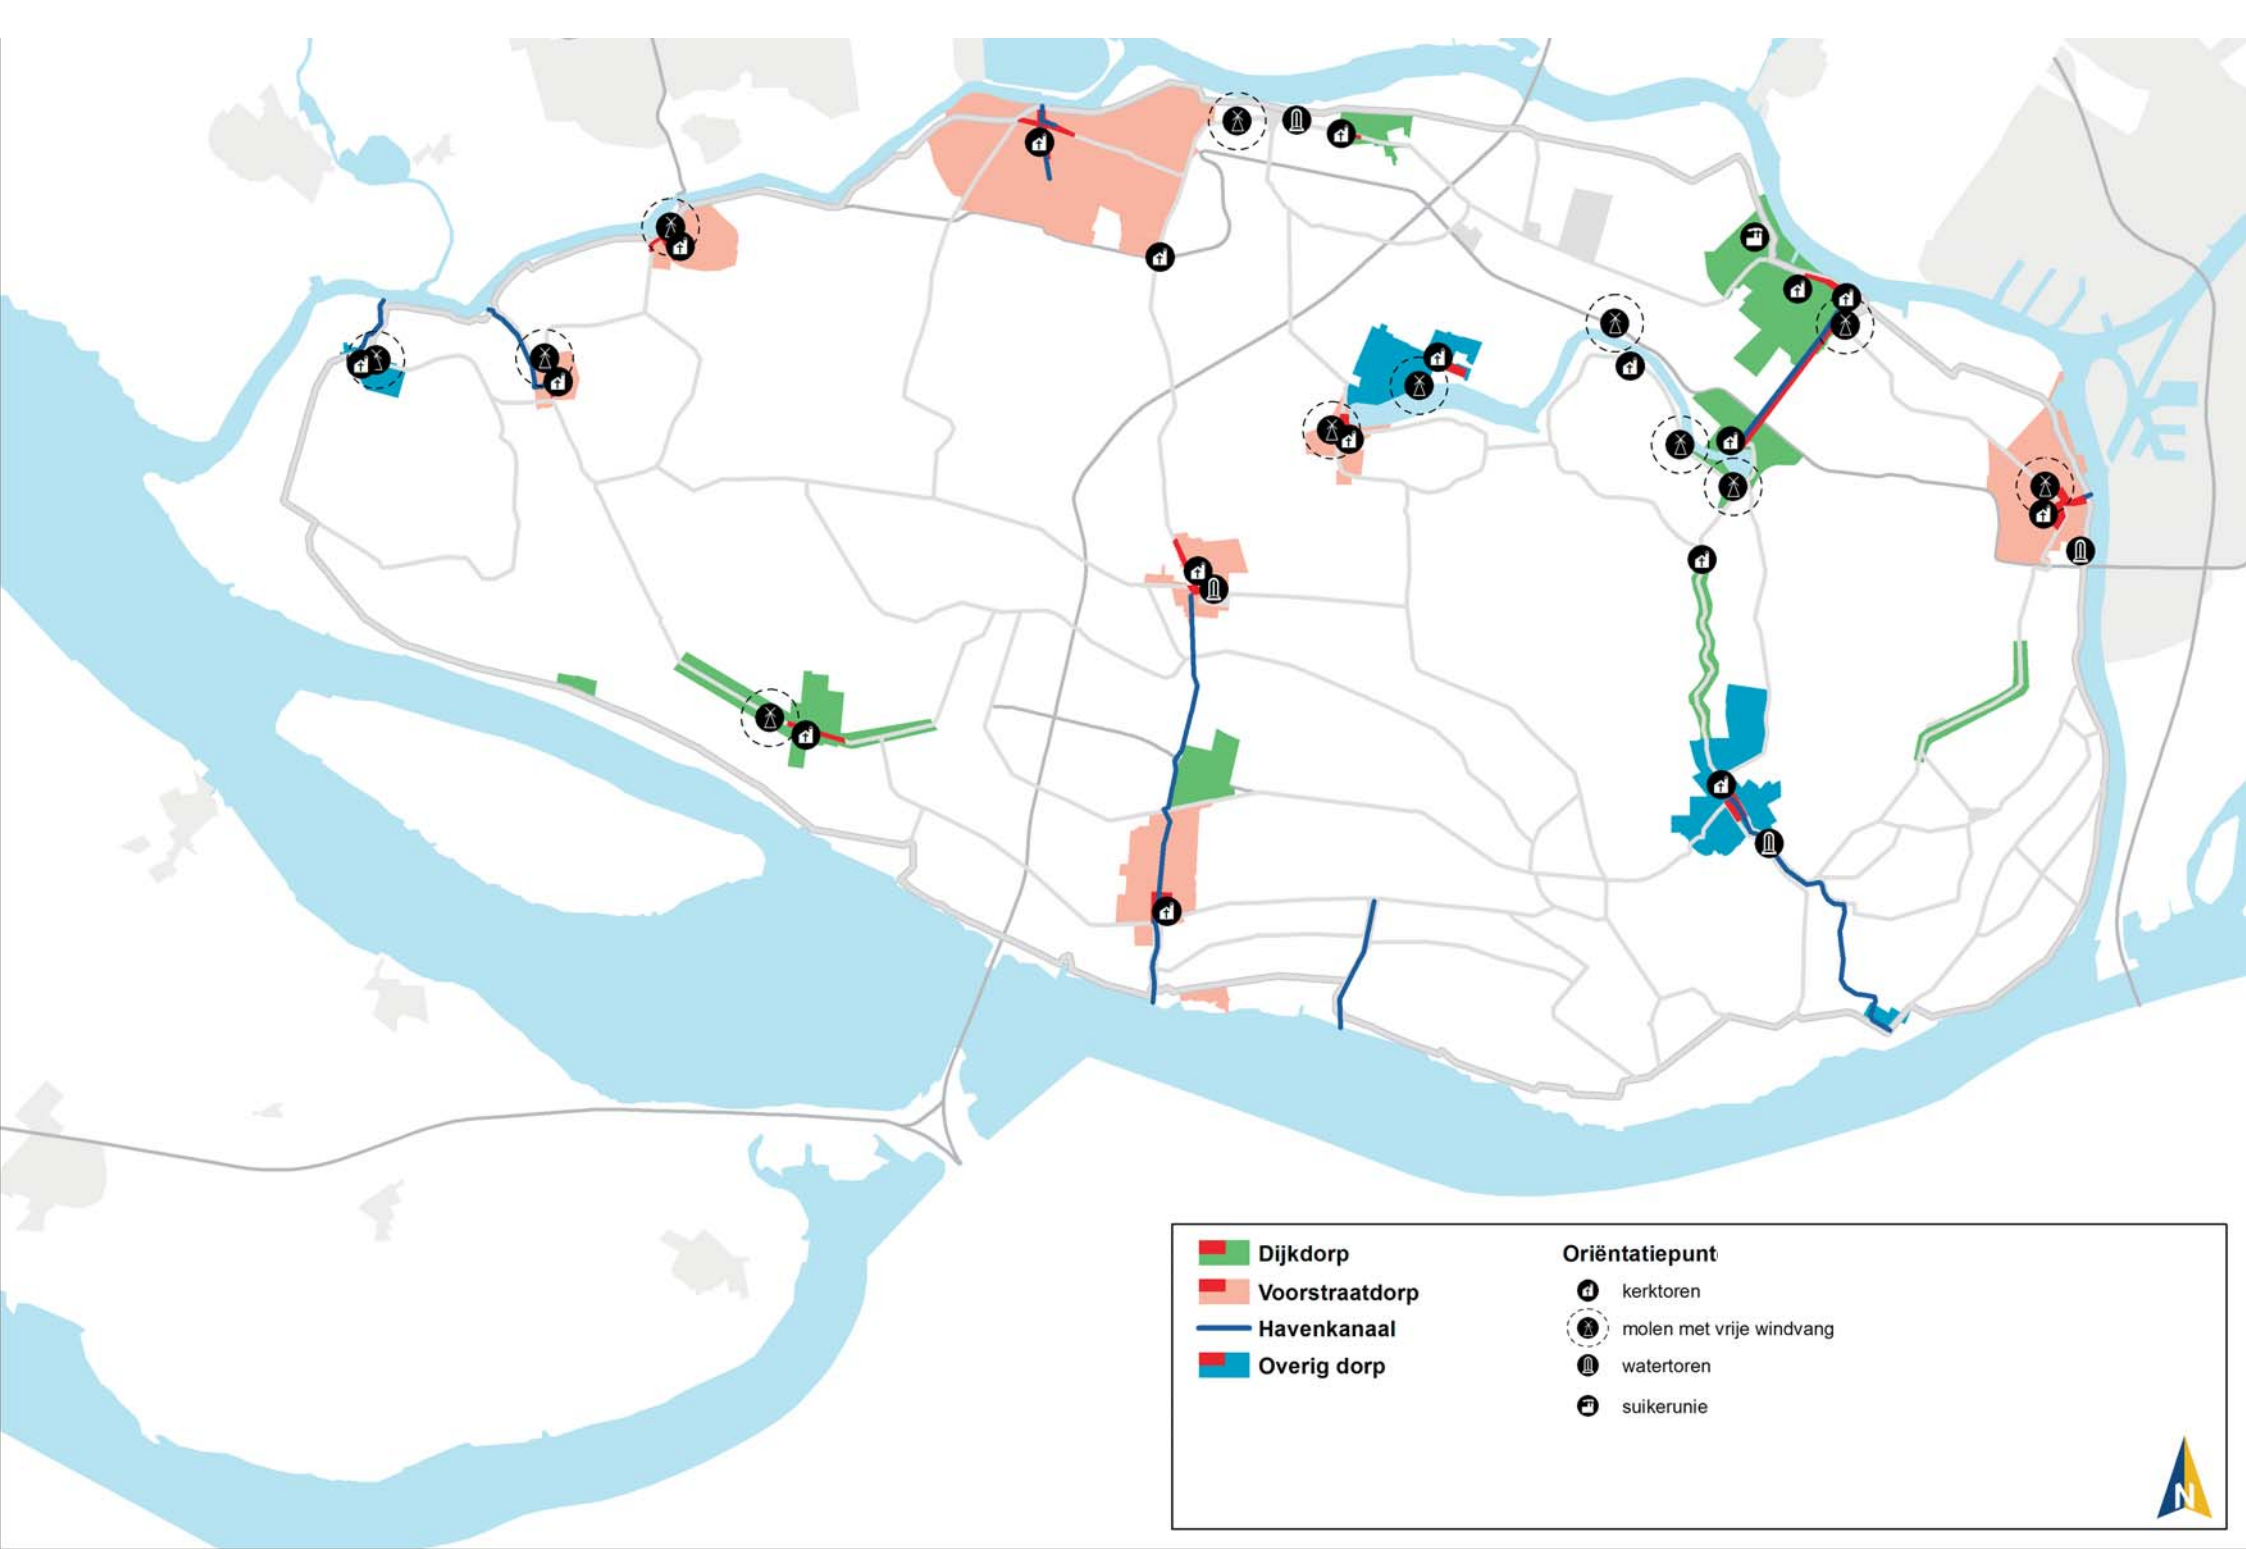 Dijkdorp
Voorstraatdorp
Havenkanaal
Overig dorp
Oriëntatiepunt
kerktoren
molen met vrije windvang
watertoren
suikerunie
N